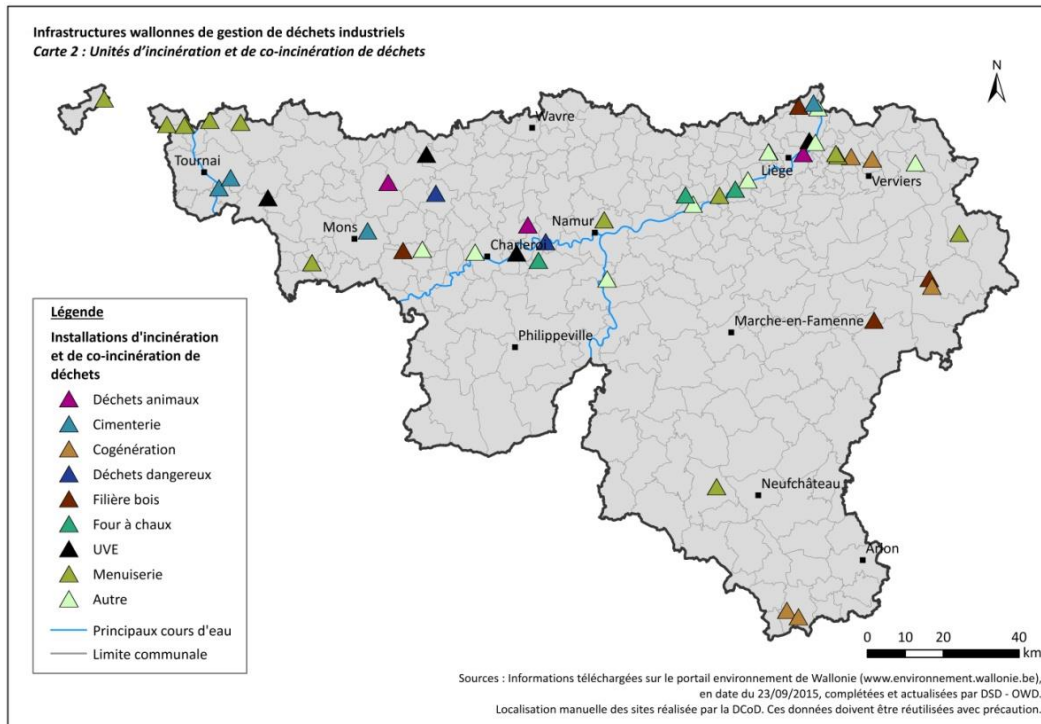 Infrastructures wallonnes de gestion de déchets industriels
Carte 2 : Unités d'incinération et de co-incinération de déchets
N
Wavre
Tournai
Liège
Verviers
Mons
Namur
Charleroi
Marche-en-Famenne
Philippeville
Neufchâteau
Arlon
Légende
Installations d'incinération
et de co-incinération de
déchets
Déchets animaux
Cimenterie
Cogénération
Déchets dangereux
Filière bois
Four à chaux
UVE
Menuiserie
Autre
Principaux cours d'eau
Limite communale
0 10 20 40
km
Sources : Informations téléchargées sur le portail environnement de Wallonie (www.environnement.wallonie.be),
en date du 23/09/2015, complétées et actualisées par DSD - OWD.
Localisation manuelle des sites réalisée par la DCoD. Ces données doivent être réutilisées avec précaution.